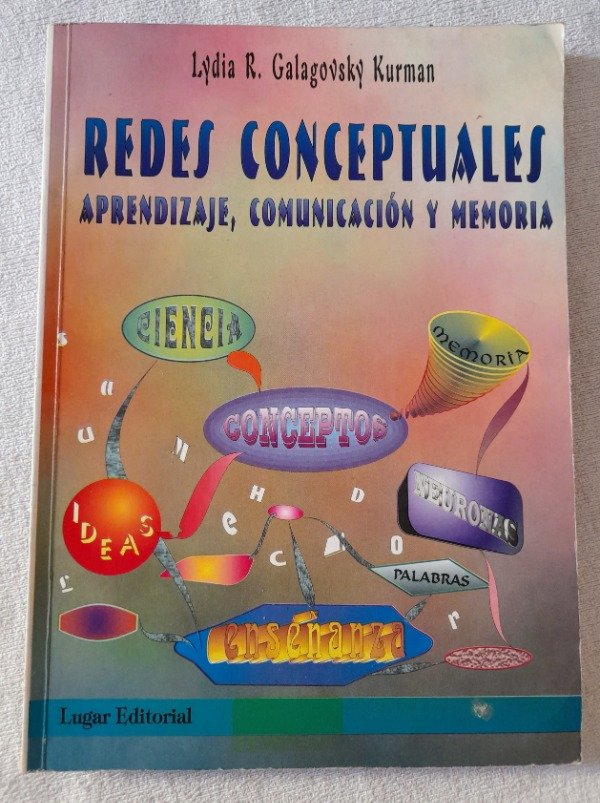 Lydia R. Galagovsky Kurman
REDES CONCEPTUALES
APRENDIZAJE, COMUNICACIÓN Y MEMORIA
CIENCIA
MEMORIA
CONCEPTOS
IDEAS
NEURONAS
PALABRAS
enseñanza
Lugar Editorial